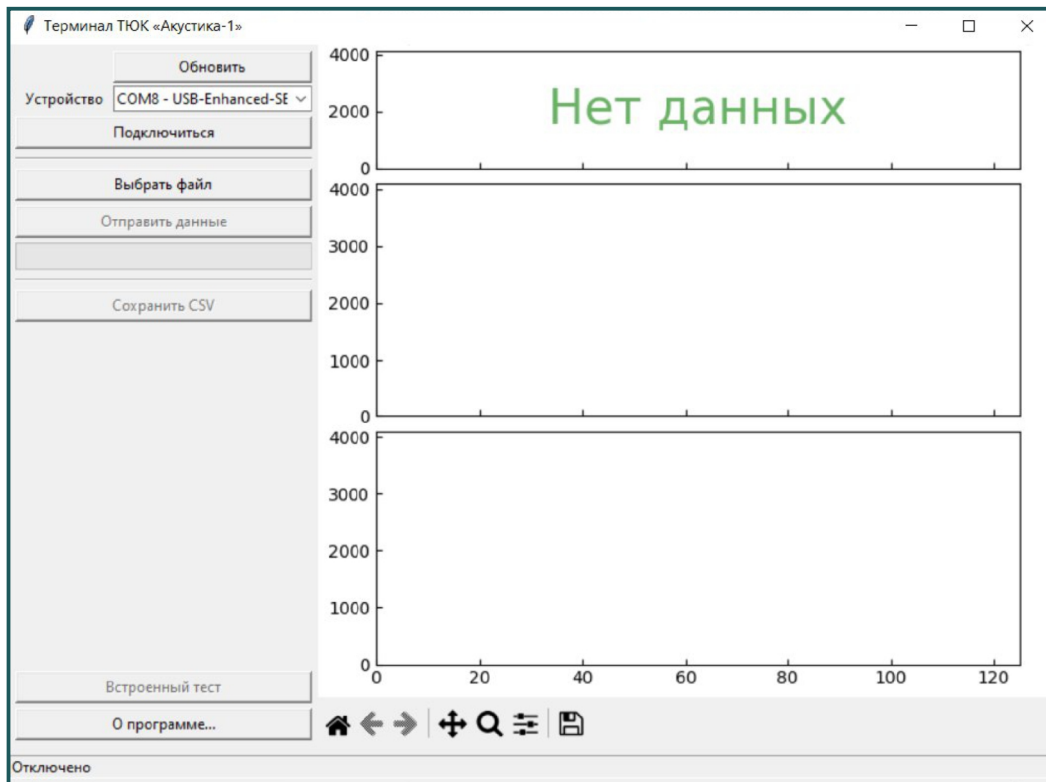 Терминал ТЮК «Акустика-1»
Обновить
Устройство COM8 - USB-Enhanced-SE
Подключиться
Выбрать файл
Отправить данные
Сохранить CSV
Встроенный тест
О программе...
4000
2000
0
Нет данных
4000
3000
2000
1000
0
4000
3000
2000
1000
0
0 20 40 60 80 100 120
Отключено